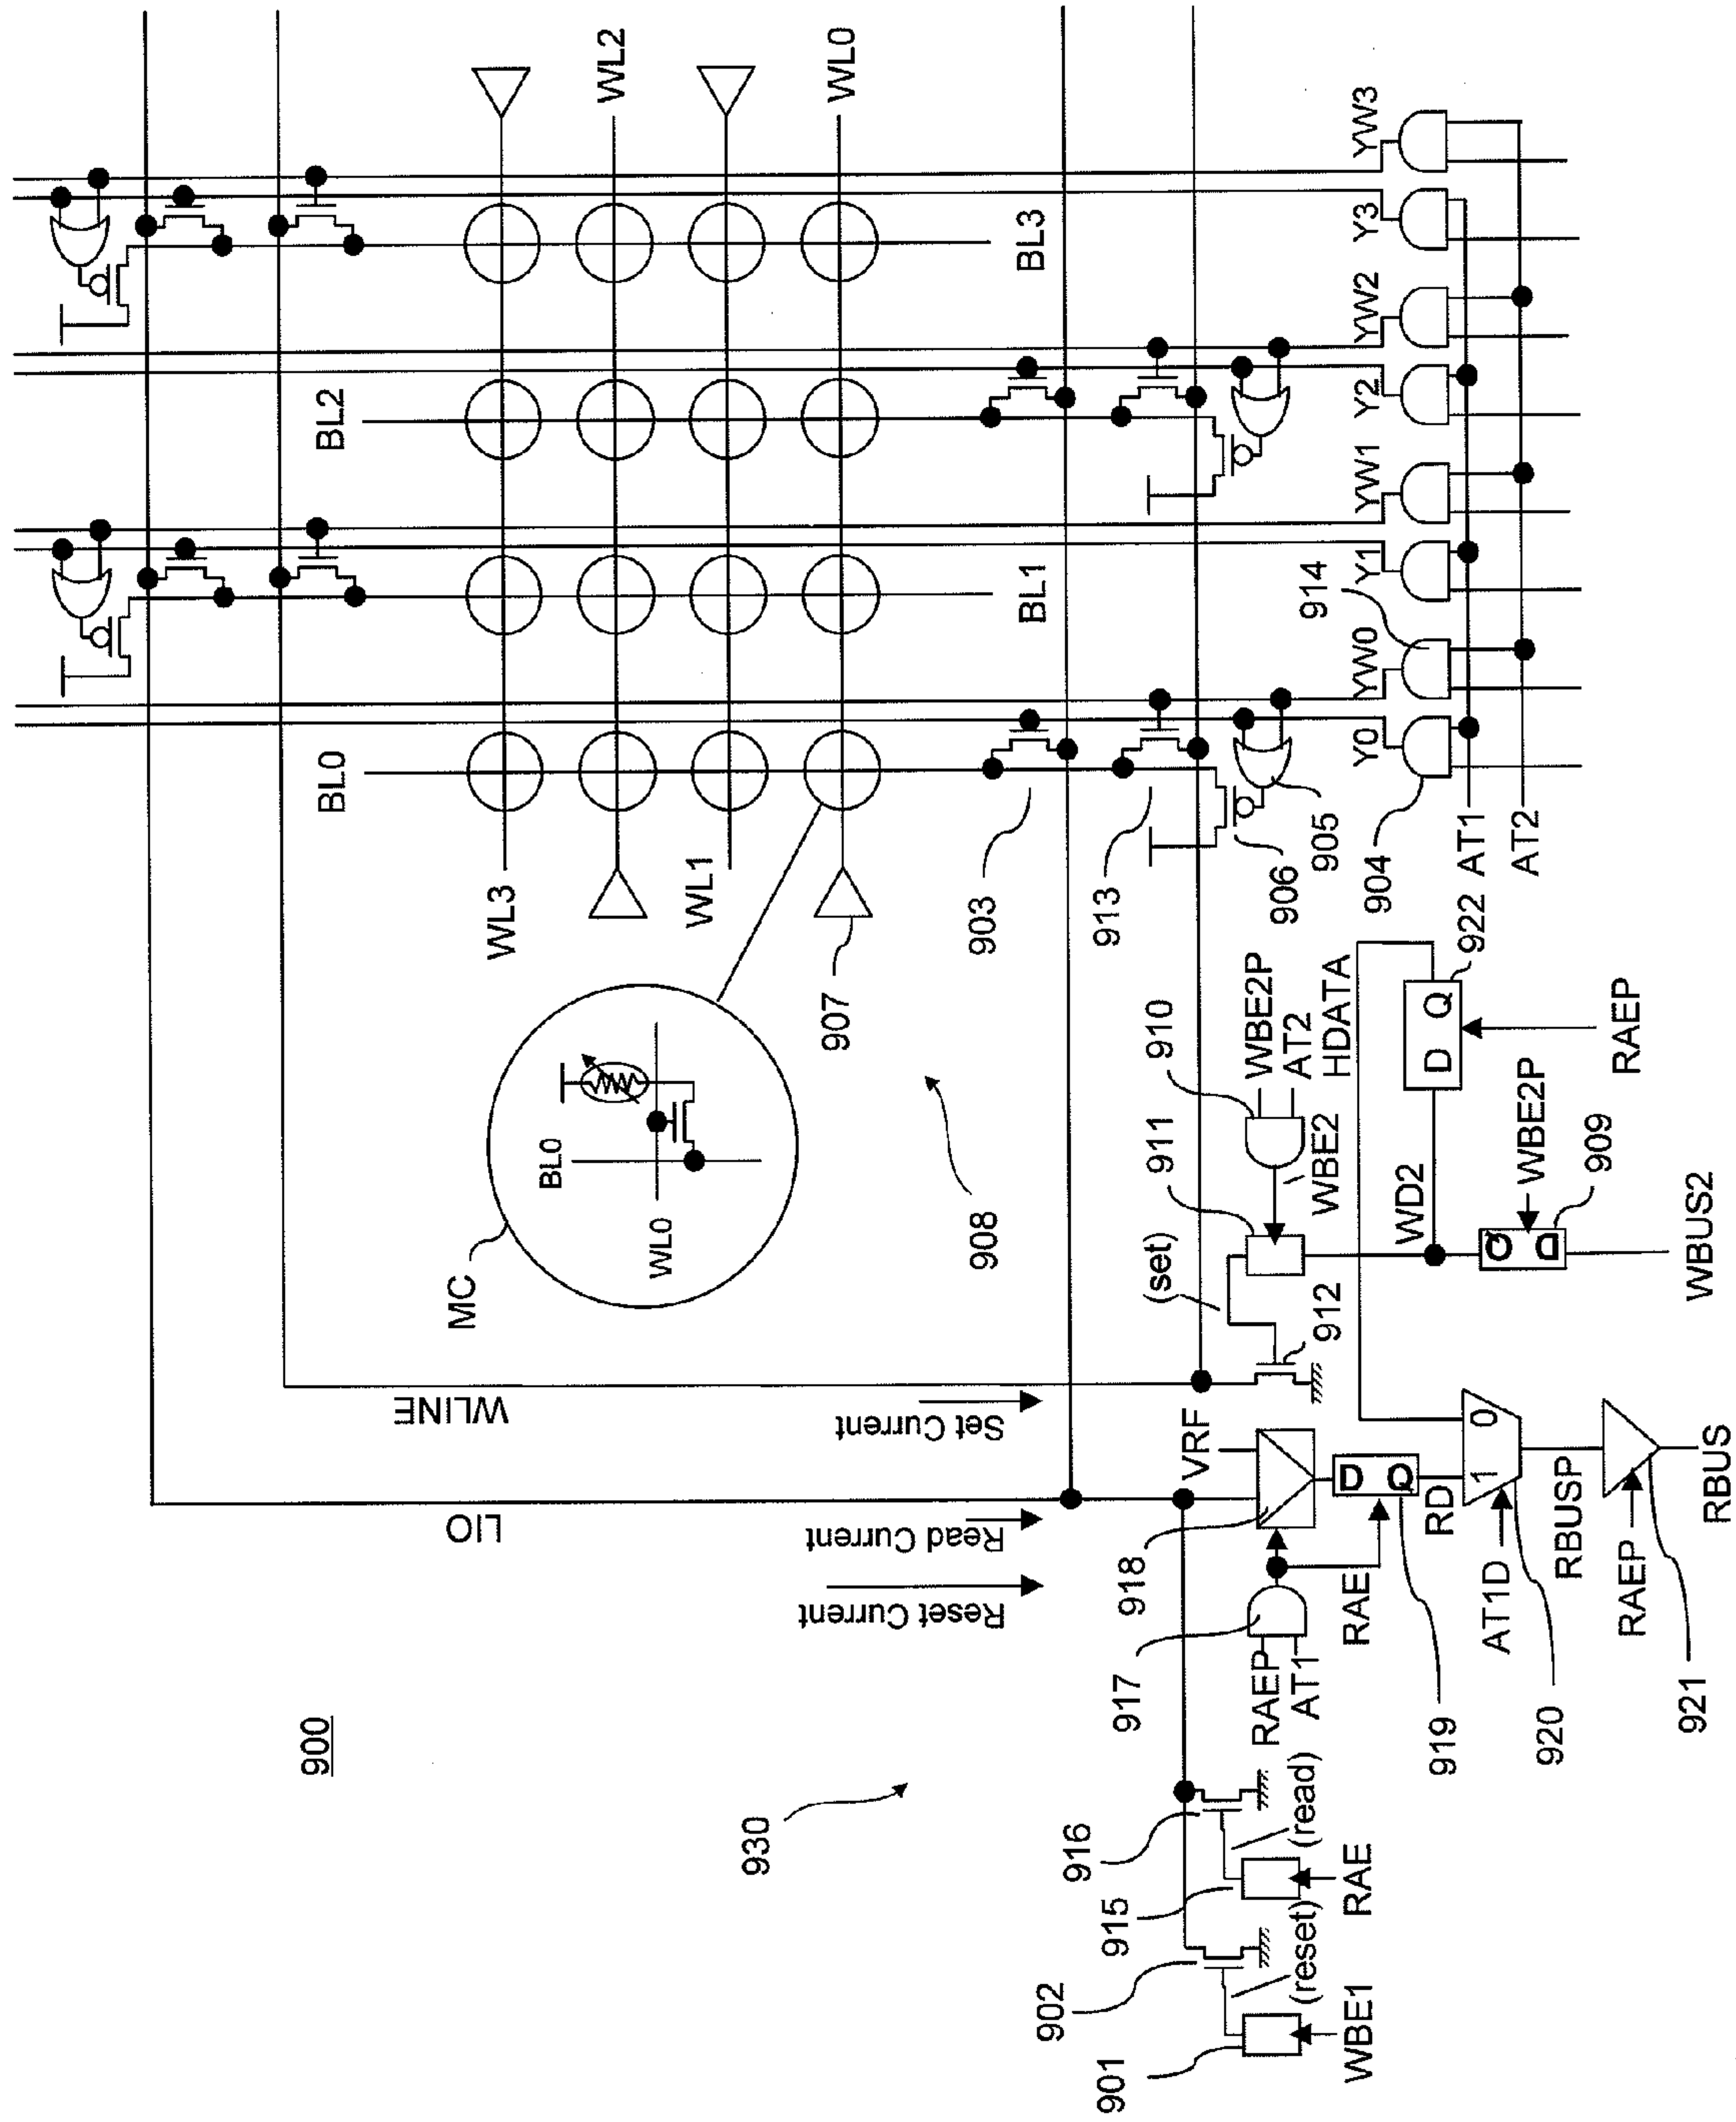 900
930
LIO
WLINE
Reset Current
Read Current
Set Current
MC
BL0
WL0
908
907
WL3
WL1
WL2
WL0
BL0
BL1
BL2
BL3
903
913
906
905
904
914
Y0
YW0
Y1
YW1
Y2
YW2
Y3
YW3
AT1
AT2
901
WBE1
902
(reset)
915
RAE
916
(read)
917
RAEP
AT1
918
VRF
RAE
919
D Q
RD
AT1D
1 0
920
RBUSP
RAEP
921
RBUS
912
(set)
911
910
WBE2P
AT2
HDATA
WBE2
WD2
D Q
922
RAEP
Q D
WBE2P
909
WBUS2